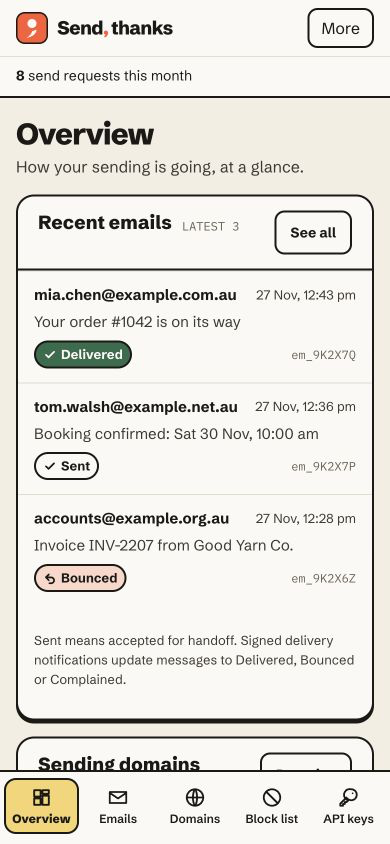 Send, thanks
More
8 send requests this month
Overview
How your sending is going, at a glance.
Recent emails LATEST 3
See all
mia.chen@example.com.au 27 Nov, 12:43 pm
Your order #1042 is on its way
Delivered em_9K2X7Q
tom.walsh@example.net.au 27 Nov, 12:36 pm
Booking confirmed: Sat 30 Nov, 10:00 am
Sent em_9K2X7P
accounts@example.org.au 27 Nov, 12:28 pm
Invoice INV-2207 from Good Yarn Co.
Bounced em_9K2X6Z
Sent means accepted for handoff. Signed delivery
notifications update messages to Delivered, Bounced
or Complained.
Sending domains
Overview Emails Domains Block list API keys